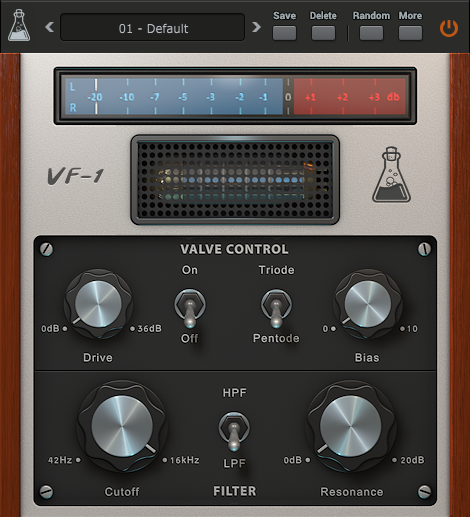 01 - Default
Save
Delete
Random
More
L
R
-20 -10 -7 -5 -3 -2 -1 0 +1 +2 +3 db
VF-1
VALVE CONTROL
On
Triode
0dB
36dB
Off
Pentode
0
10
Drive
Bias
HPF
42Hz
16kHz
LPF
0dB
20dB
Cutoff
FILTER
Resonance